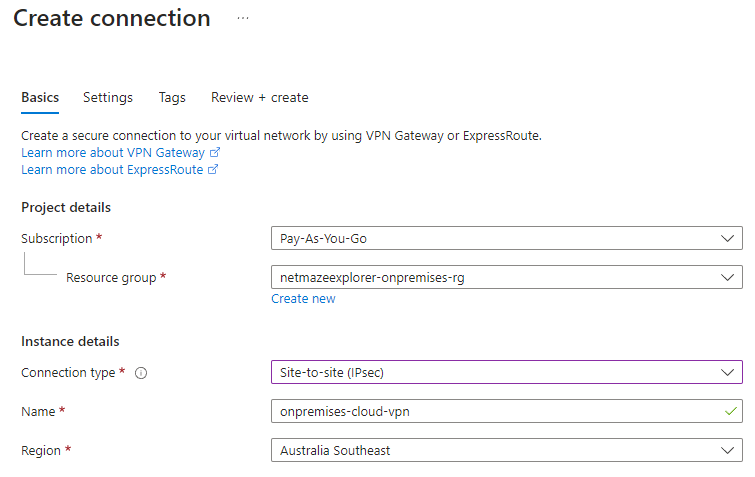 Create connection ...
Basics Settings Tags Review + create
Create a secure connection to your virtual network by using VPN Gateway or ExpressRoute.
Learn more about VPN Gateway
Learn more about ExpressRoute
Project details
Subscription * Pay-As-You-Go
Resource group * netmazeexplorer-onpremises-rg
Create new
Instance details
Connection type * Site-to-site (IPsec)
Name * onpremises-cloud-vpn
Region * Australia Southeast